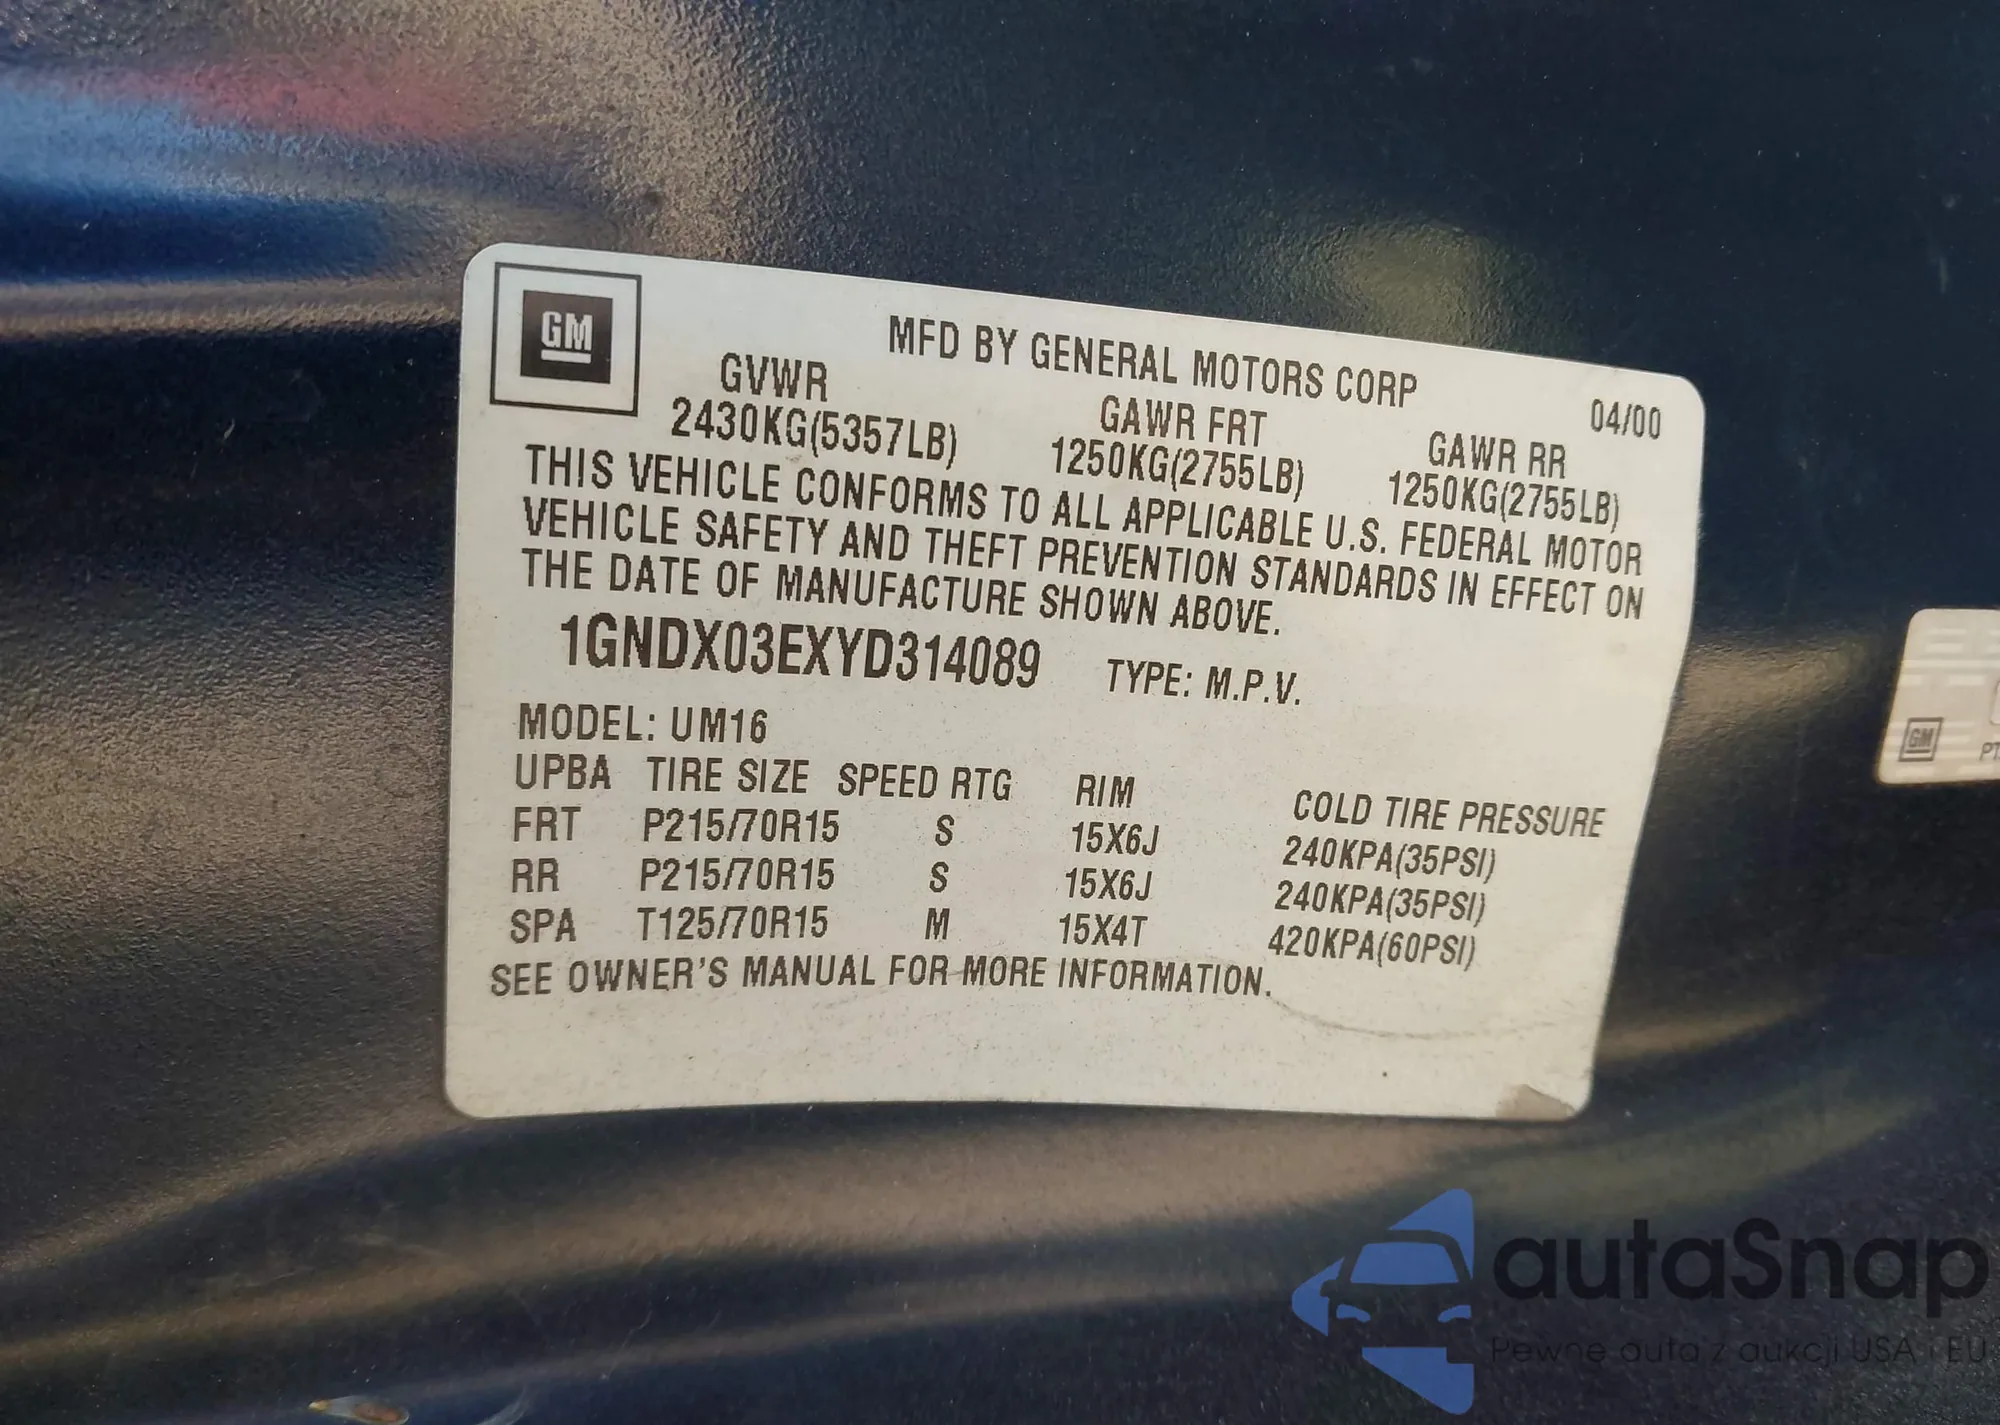 GM
MFD BY GENERAL MOTORS CORP
04/00
GVWR GAWR FRT GAWR RR
2430KG(5357LB) 1250KG(2755LB) 1250KG(2755LB)
THIS VEHICLE CONFORMS TO ALL APPLICABLE U.S. FEDERAL MOTOR
VEHICLE SAFETY AND THEFT PREVENTION STANDARDS IN EFFECT ON
THE DATE OF MANUFACTURE SHOWN ABOVE.
1GNDX03EXYD314089 TYPE: M.P.V.
MODEL: UM16
UPBA TIRE SIZE SPEED RTG RIM COLD TIRE PRESSURE
FRT P215/70R15 S 15X6J 240KPA(35PSI)
RR P215/70R15 S 15X6J 240KPA(35PSI)
SPA T125/70R15 M 15X4T 420KPA(60PSI)
SEE OWNER'S MANUAL FOR MORE INFORMATION.
GM
autaSnap
Pewne auta z aukcji USA i EU